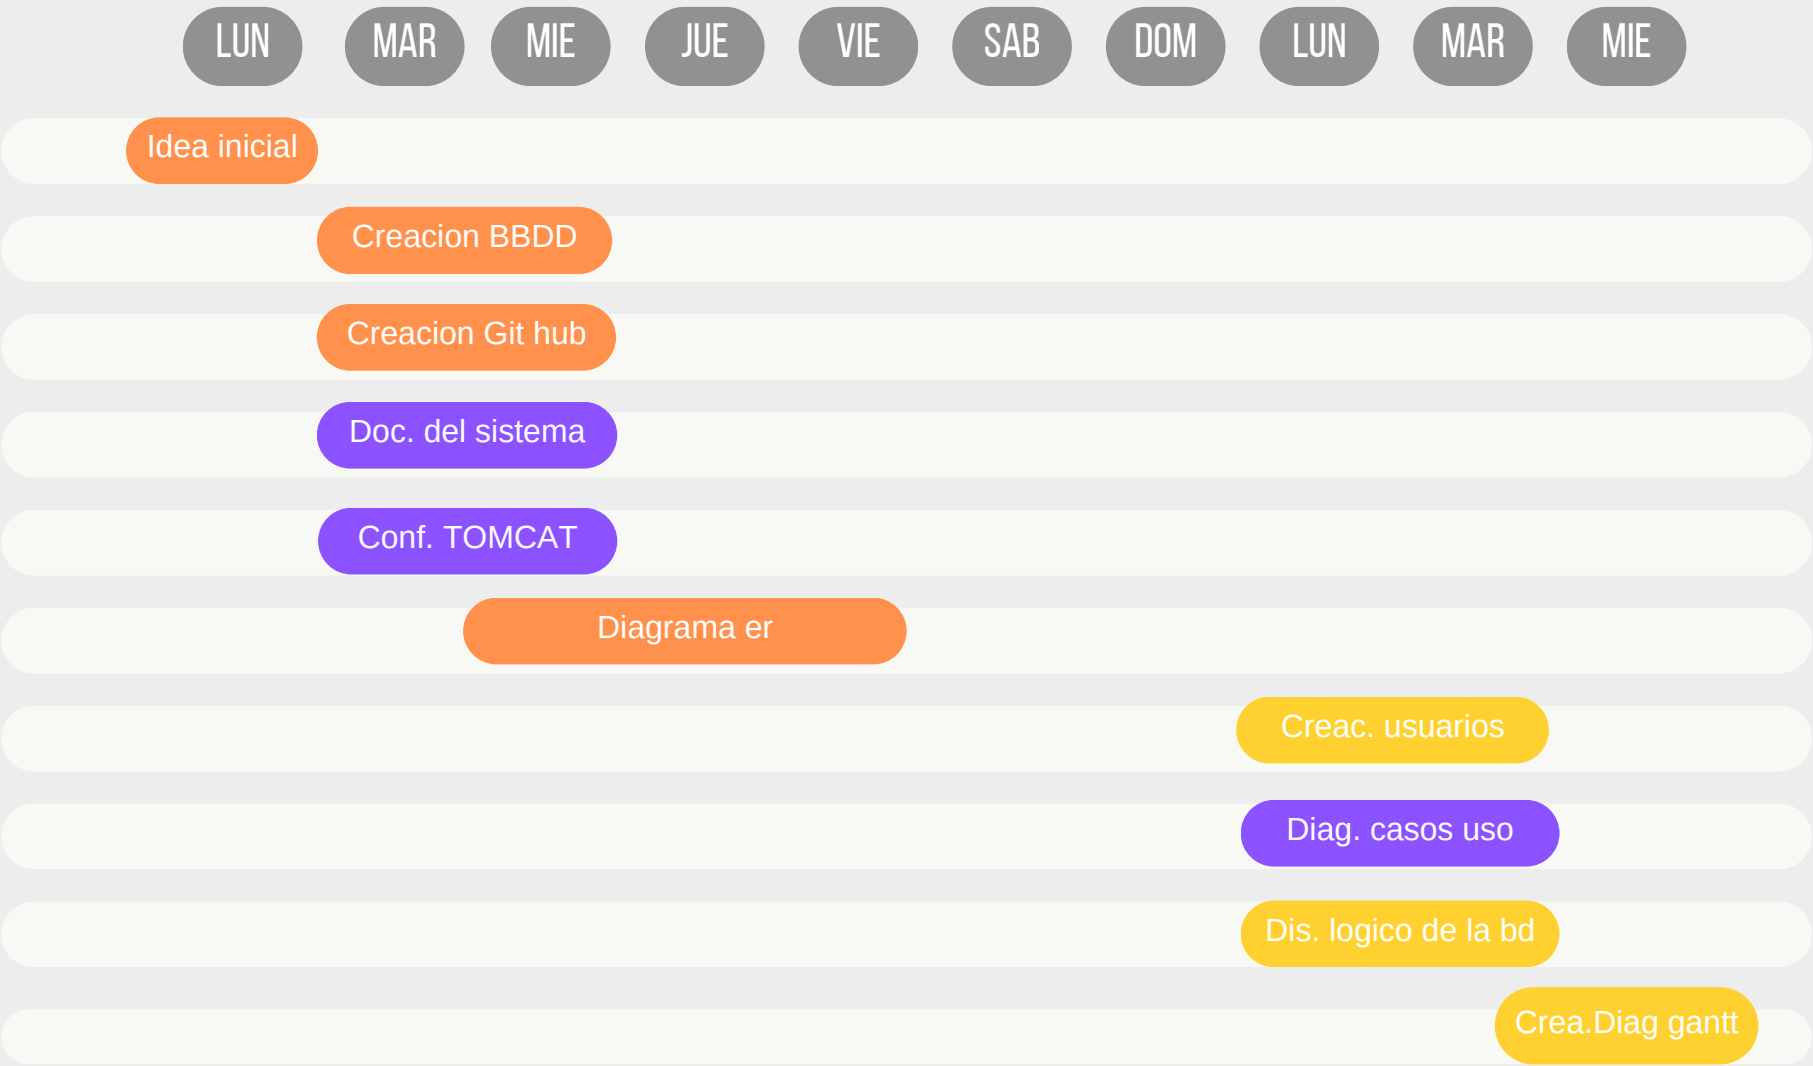 LUN MAR MIE JUE VIE SAB DOM LUN MAR MIE
Idea inicial
Creacion BBDD
Creacion Git hub
Doc. del sistema
Conf. TOMCAT
Diagrama er
Creac. usuarios
Diag. casos uso
Dis. logico de la bd
Crea.Diag gantt